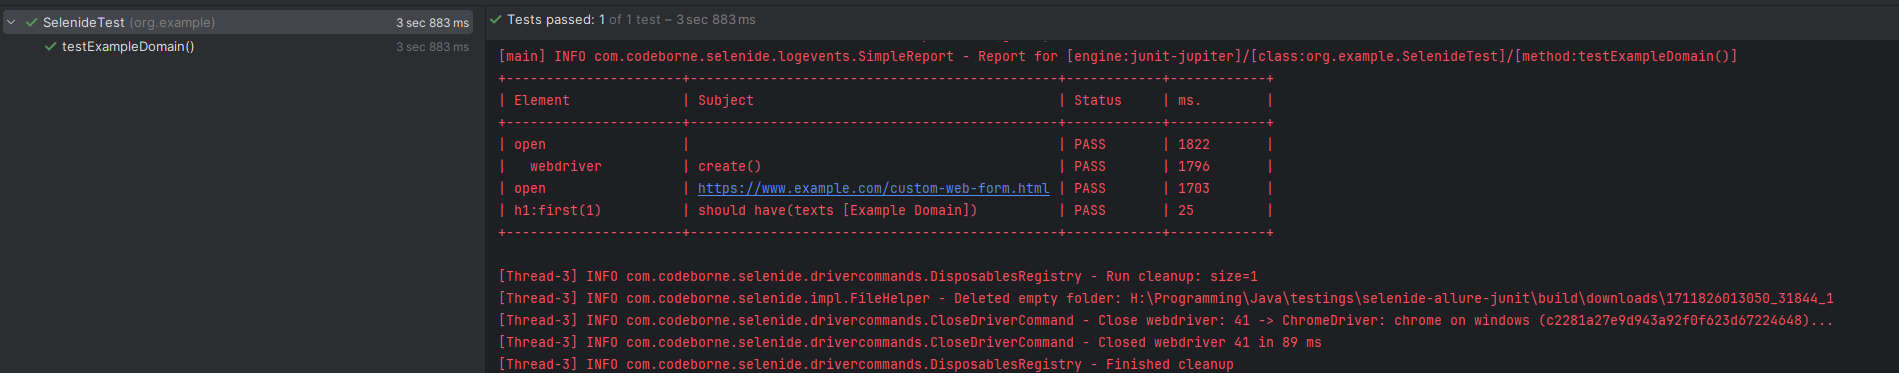 SelenideTest (org.example) 3 sec 883 ms
testExampleDomain() 3 sec 883 ms
Tests passed: 1 of 1 test – 3 sec 883 ms
[main] INFO com.codeborne.selenide.logevents.SimpleReport - Report for [engine:junit-jupiter]/[class:org.example.SelenideTest]/[method:testExampleDomain()]
+----------------------+----------------------------------------------+------------+------------+
| Element              | Subject                                      | Status     | ms.        |
+----------------------+----------------------------------------------+------------+------------+
| open                 |                                              | PASS       | 1822       |
|   webdriver          | create()                                     | PASS       | 1796       |
| open                 | https://www.example.com/custom-web-form.html | PASS       | 1703       |
| h1:first(1)          | should have(texts [Example Domain])          | PASS       | 25         |
+----------------------+----------------------------------------------+------------+------------+
[Thread-3] INFO com.codeborne.selenide.drivercommands.DisposablesRegistry - Run cleanup: size=1
[Thread-3] INFO com.codeborne.selenide.impl.FileHelper - Deleted empty folder: H:\Programming\Java\testings\selenide-allure-junit\build\downloads\1711826013050_31844_1
[Thread-3] INFO com.codeborne.selenide.drivercommands.CloseDriverCommand - Close webdriver: 41 -> ChromeDriver: chrome on windows (c2281a27e9d943a92f0f623d67224648)...
[Thread-3] INFO com.codeborne.selenide.drivercommands.CloseDriverCommand - Closed webdriver 41 in 89 ms
[Thread-3] INFO com.codeborne.selenide.drivercommands.DisposablesRegistry - Finished cleanup